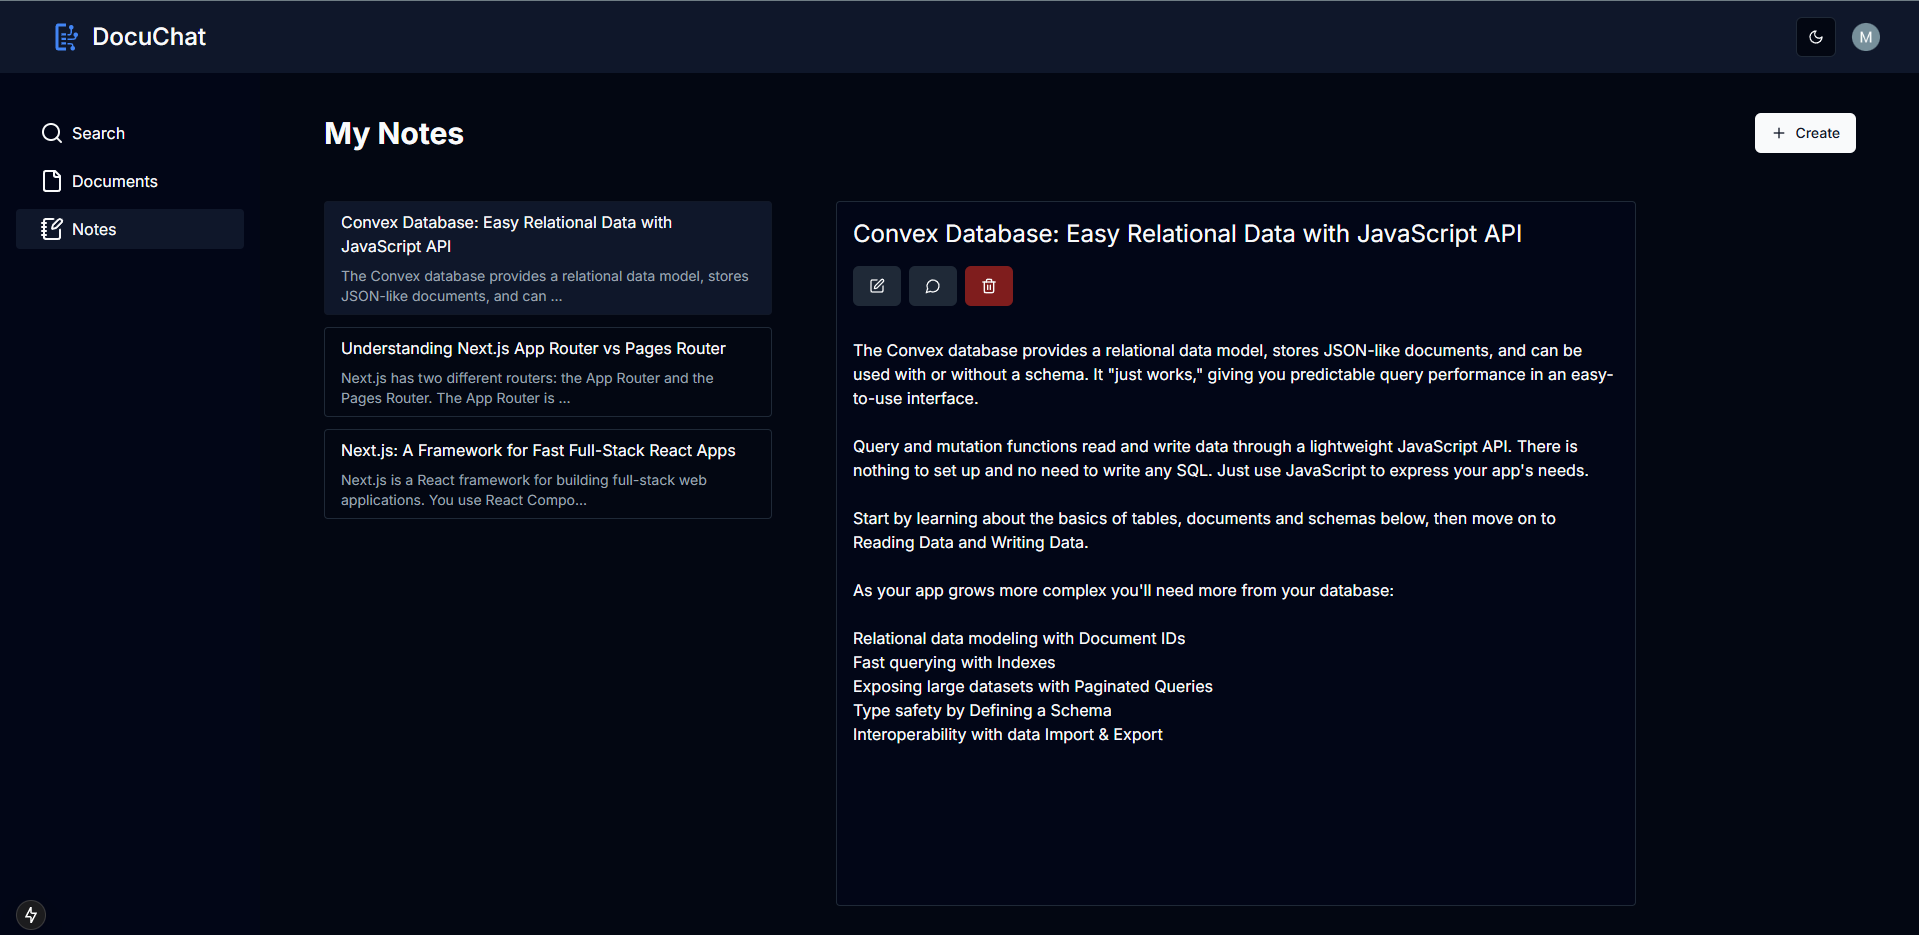 DocuChat
M
Search
Documents
Notes
My Notes
+ Create
Convex Database: Easy Relational Data with
JavaScript API
The Convex database provides a relational data model, stores
JSON-like documents, and can ...
Understanding Next.js App Router vs Pages Router
Next.js has two different routers: the App Router and the
Pages Router. The App Router is ...
Next.js: A Framework for Fast Full-Stack React Apps
Next.js is a React framework for building full-stack web
applications. You use React Compo...
Convex Database: Easy Relational Data with JavaScript API
The Convex database provides a relational data model, stores JSON-like documents, and can be
used with or without a schema. It "just works," giving you predictable query performance in an easy-
to-use interface.
Query and mutation functions read and write data through a lightweight JavaScript API. There is
nothing to set up and no need to write any SQL. Just use JavaScript to express your app's needs.
Start by learning about the basics of tables, documents and schemas below, then move on to
Reading Data and Writing Data.
As your app grows more complex you'll need more from your database:
Relational data modeling with Document IDs
Fast querying with Indexes
Exposing large datasets with Paginated Queries
Type safety by Defining a Schema
Interoperability with data Import & Export